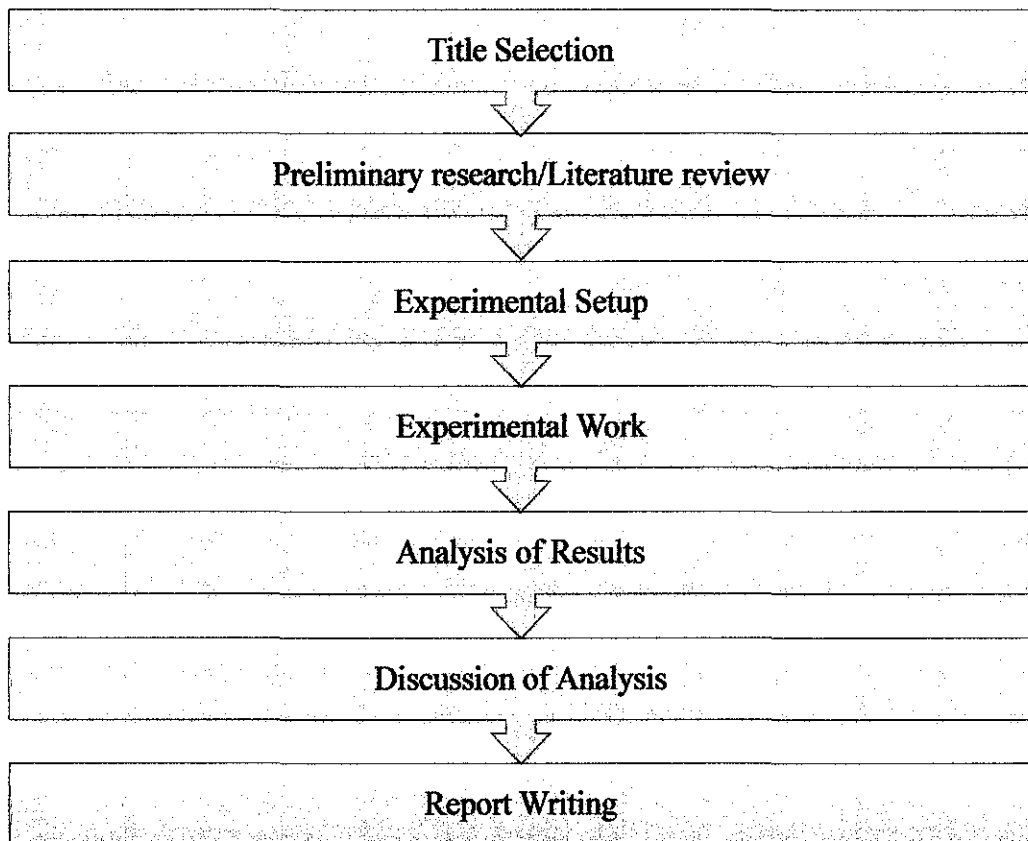 Title Selection
Preliminary research/Literature review
Experimental Setup
Experimental Work
Analysis of Results
Discussion of Analysis
Report Writing